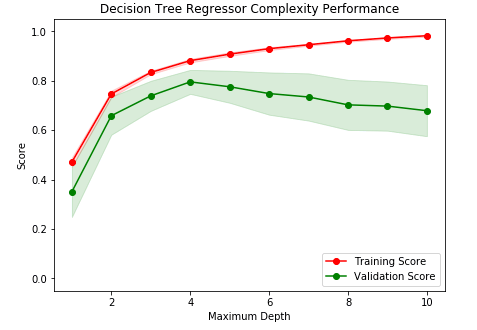 Decision Tree Regressor Complexity Performance
1.0
0.8
0.6
0.4
0.2
0.0
Score
2
4
6
8
10
Maximum Depth
Training Score
Validation Score